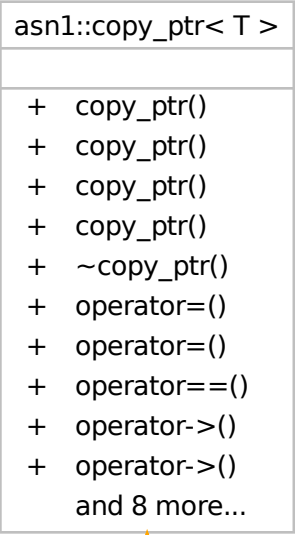 asn1::copy_ptr< T >
+ copy_ptr()
+ copy_ptr()
+ copy_ptr()
+ copy_ptr()
+ ~copy_ptr()
+ operator=()
+ operator=()
+ operator==()
+ operator->()
+ operator->()
and 8 more...